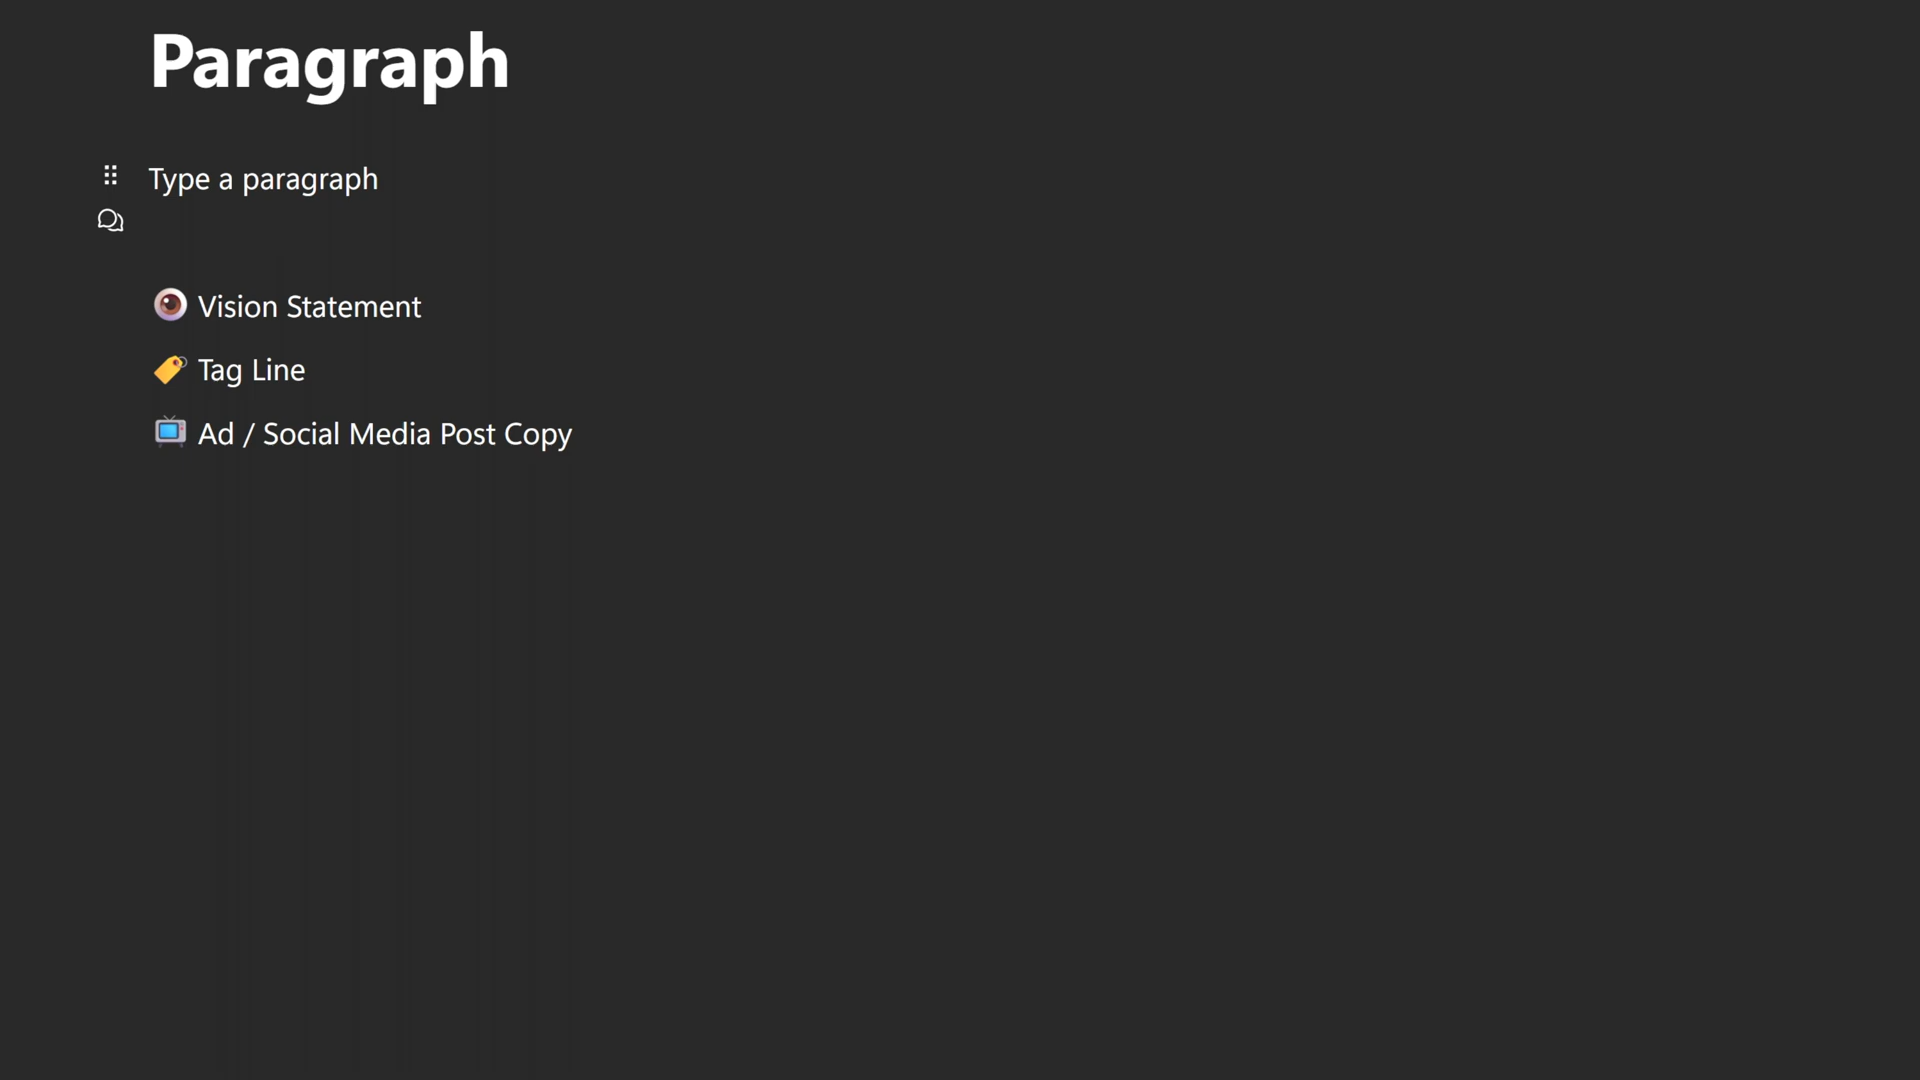 Paragraph
Type a paragraph
Vision Statement
Tag Line
Ad / Social Media Post Copy